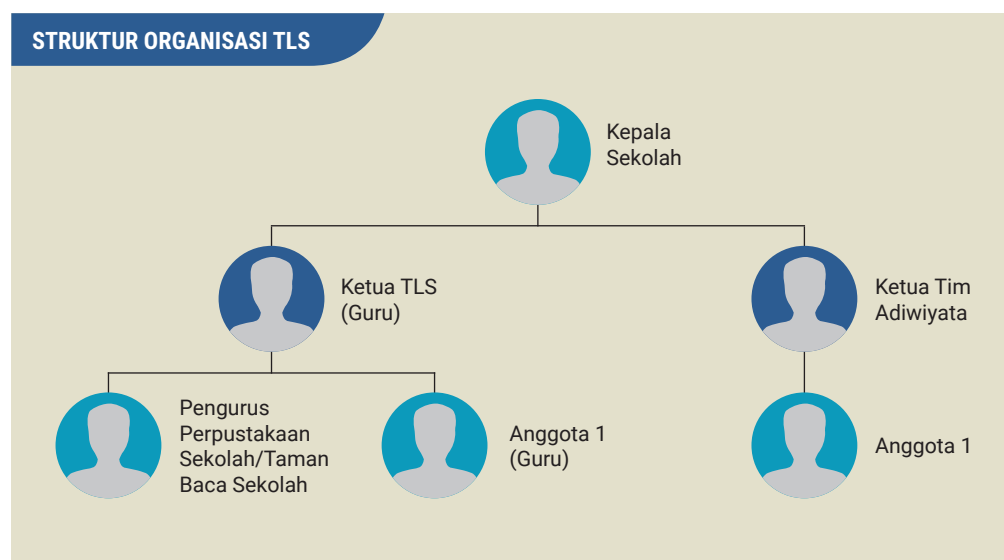 STRUKTUR ORGANISASI TLS
Kepala
Sekolah
Ketua TLS
(Guru)
Ketua Tim
Adiwiyata
Pengurus
Perpustakaan
Sekolah/Taman
Baca Sekolah
Anggota 1
(Guru)
Anggota 1